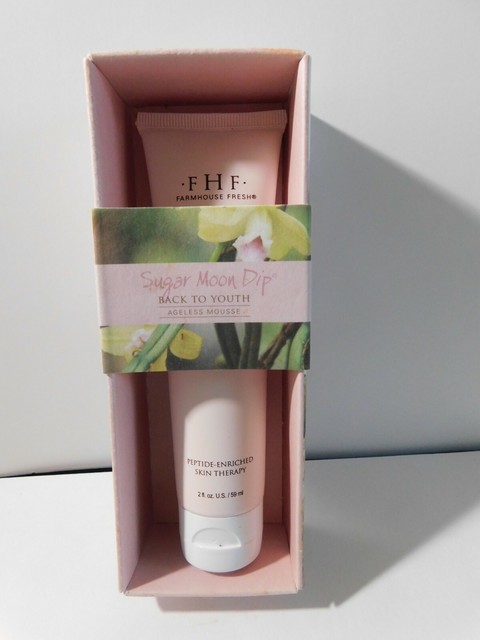 ·FHF·
FARMHOUSE FRESH®
Sugar Moon Dip®
BACK TO YOUTH
AGELESS MOUSSE
PEPTIDE-ENRICHED
SKIN THERAPY
2 fl. oz. U.S. / 59 ml